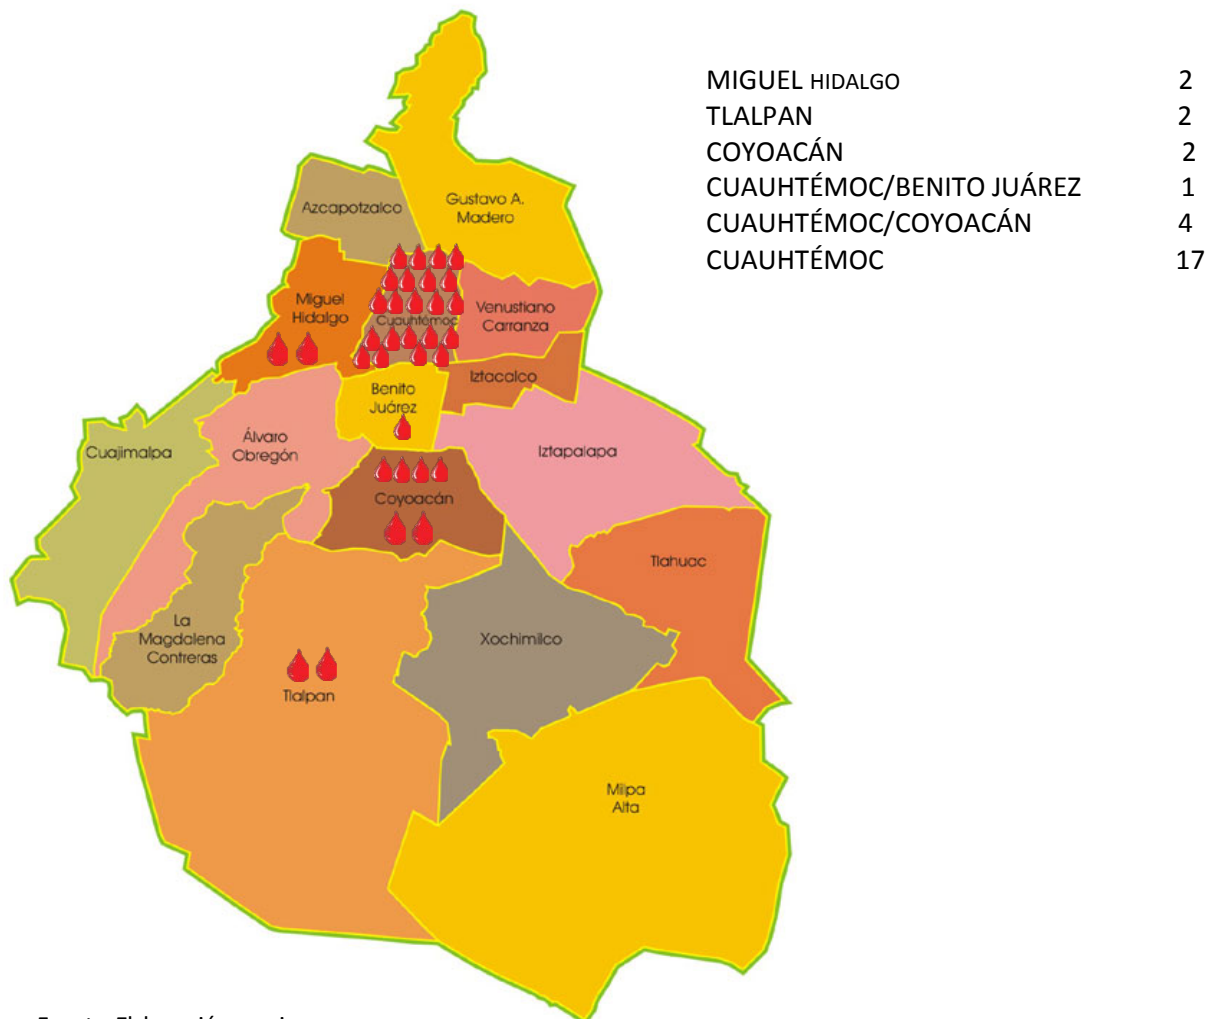 MIGUEL HIDALGO 2
TLALPAN 2
COYOACÁN 2
CUAUHTÉMOC/BENITO JUÁREZ 1
CUAUHTÉMOC/COYOACÁN 4
CUAUHTÉMOC 17
Azcapotzalco
Gustavo A.
Madero
Miguel
Hidalgo
Cuauhtémoc
Venustiano
Carranza
Iztacalco
Benito
Juárez
Cuajimalpa
Álvaro
Obregón
Iztapalapa
Coyoacán
Tlahuac
La
Magdalena
Contreras
Xochimilco
Tlalpan
Milpa
Alta